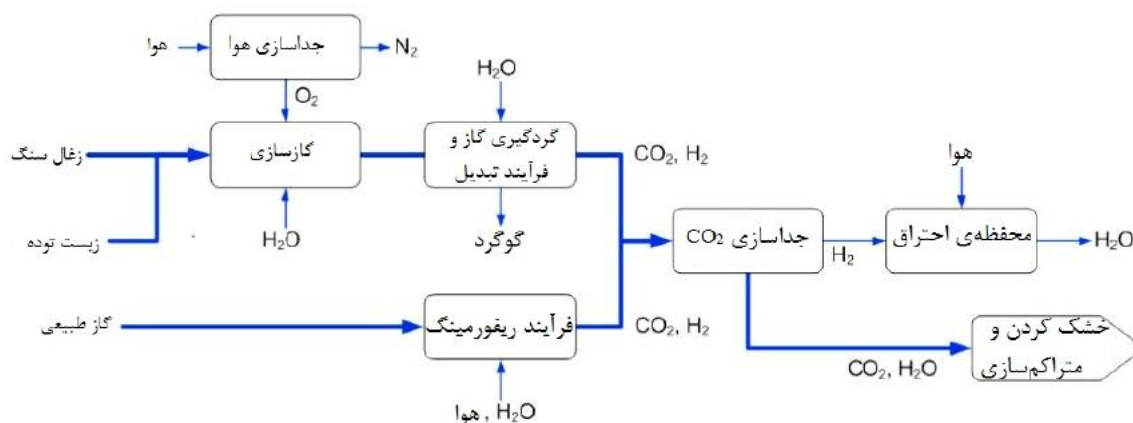 هوا
جداسازی هوا
N₂
O₂
H₂O
زغال سنگ
گازسازی
گردگیری گاز و
فرآیند تبدیل
CO₂, H₂
هوا
زیست توده
H₂O
گوگرد
جداسازی CO₂
H₂
محفظه‌ی احتراق
H₂O
گاز طبیعی
فرآیند ریفورمینگ
CO₂, H₂
خشک کردن و
متراکم‌سازی
CO₂, H₂O
هوا , H₂O